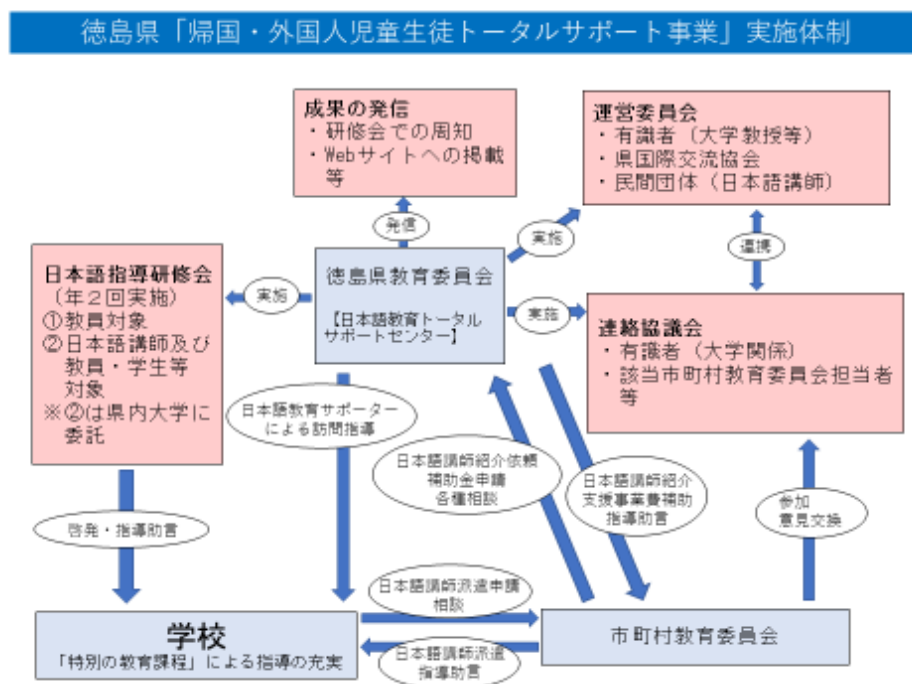 徳島県「帰国・外国人児童生徒トータルサポート事業」実施体制
成果の発信
・研修会での周知
・Webサイトへの掲載
等
運営委員会
・有識者（大学教授等）
・県国際交流協会
・民間団体（日本語講師）
発信
実施
連携
日本語指導研修会
（年２回実施）
①教員対象
②日本語講師及び
教員・学生等
対象
※②は県内大学に
委託
実施
徳島県教育委員会
【日本語教育トータル
サポートセンター】
実施
連絡協議会
・有識者（大学関係）
・該当市町村教育委員会担当者
等
日本語教育サポーター
による訪問指導
日本語講師紹介依頼
補助金申請
各種相談
日本語講師紹介
支援事業費補助
指導助言
参加
意見交換
啓発・指導助言
日本語講師派遣申請
相談
学校
「特別の教育課程」による指導の充実
市町村教育委員会
日本語講師派遣
指導助言